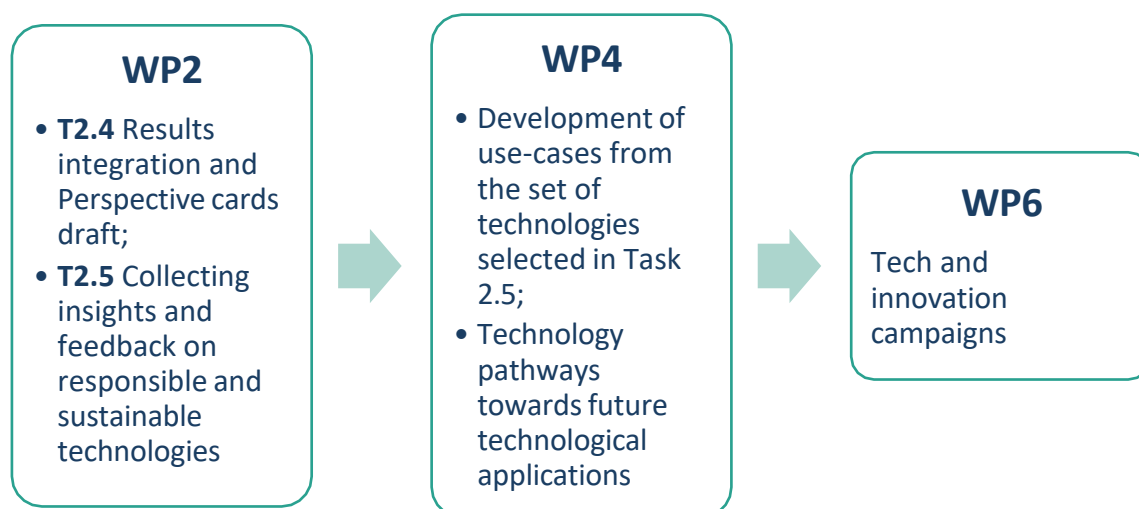 WP2
• T2.4 Results
integration and
Perspective cards
draft;
• T2.5 Collecting
insights and
feedback on
responsible and
sustainable
technologies
WP4
• Development of
use-cases from
the set of
technologies
selected in Task
2.5;
• Technology
pathways
towards future
technological
applications
WP6
Tech and
innovation
campaigns